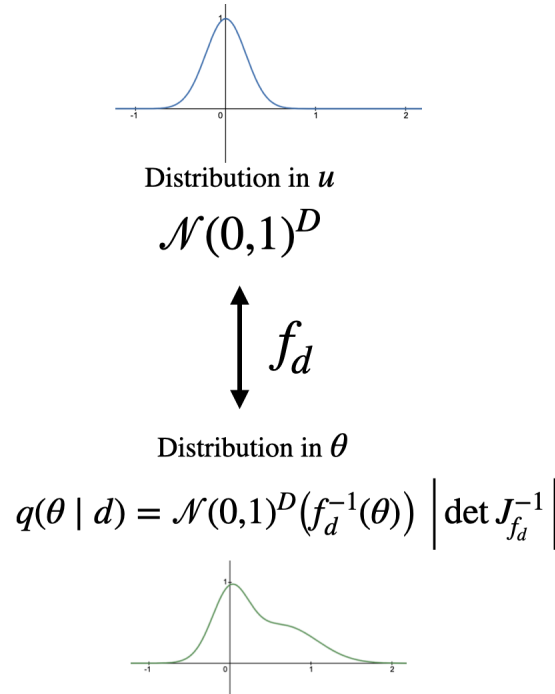 1
-1 0 1 2
Distribution in u
𝒩(0,1)^D
f_d
Distribution in θ
q(θ | d) = 𝒩(0,1)^D(f_d^{-1}(θ)) |det J_{f_d}^{-1}|
1
-1 0 1 2